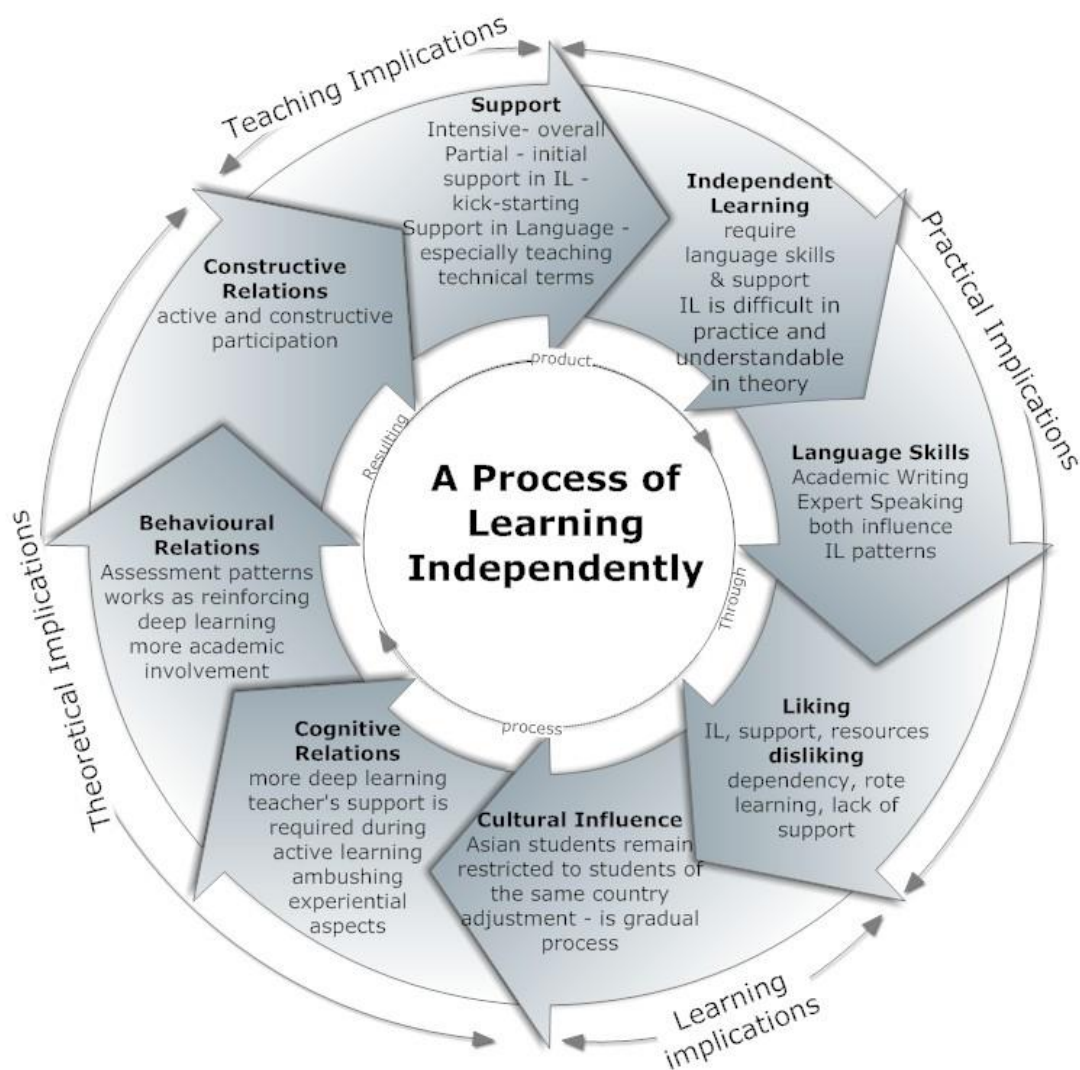 Teaching Implications
Support
Intensive- overall
Partial - initial
support in IL -
kick-starting
Support in Language -
especially teaching
technical terms
Independent
Learning
require
language skills
& support
IL is difficult in
practice and
understandable
in theory
Practical Implications
Language Skills
Academic Writing
Expert Speaking
both influence
IL patterns
Liking
IL, support, resources
disliking
dependency, rote
learning, lack of
support
Learning
implications
Cultural Influence
Asian students remain
restricted to students of
the same country
adjustment - is gradual
process
Cognitive
Relations
more deep learning
teacher's support is
required during
active learning
ambushing
experiential
aspects
Theoretical Implications
Behavioural
Relations
Assessment patterns
works as reinforcing
deep learning
more academic
involvement
Constructive
Relations
active and constructive
participation
product
Through
process
Resulting
A Process of
Learning
Independently